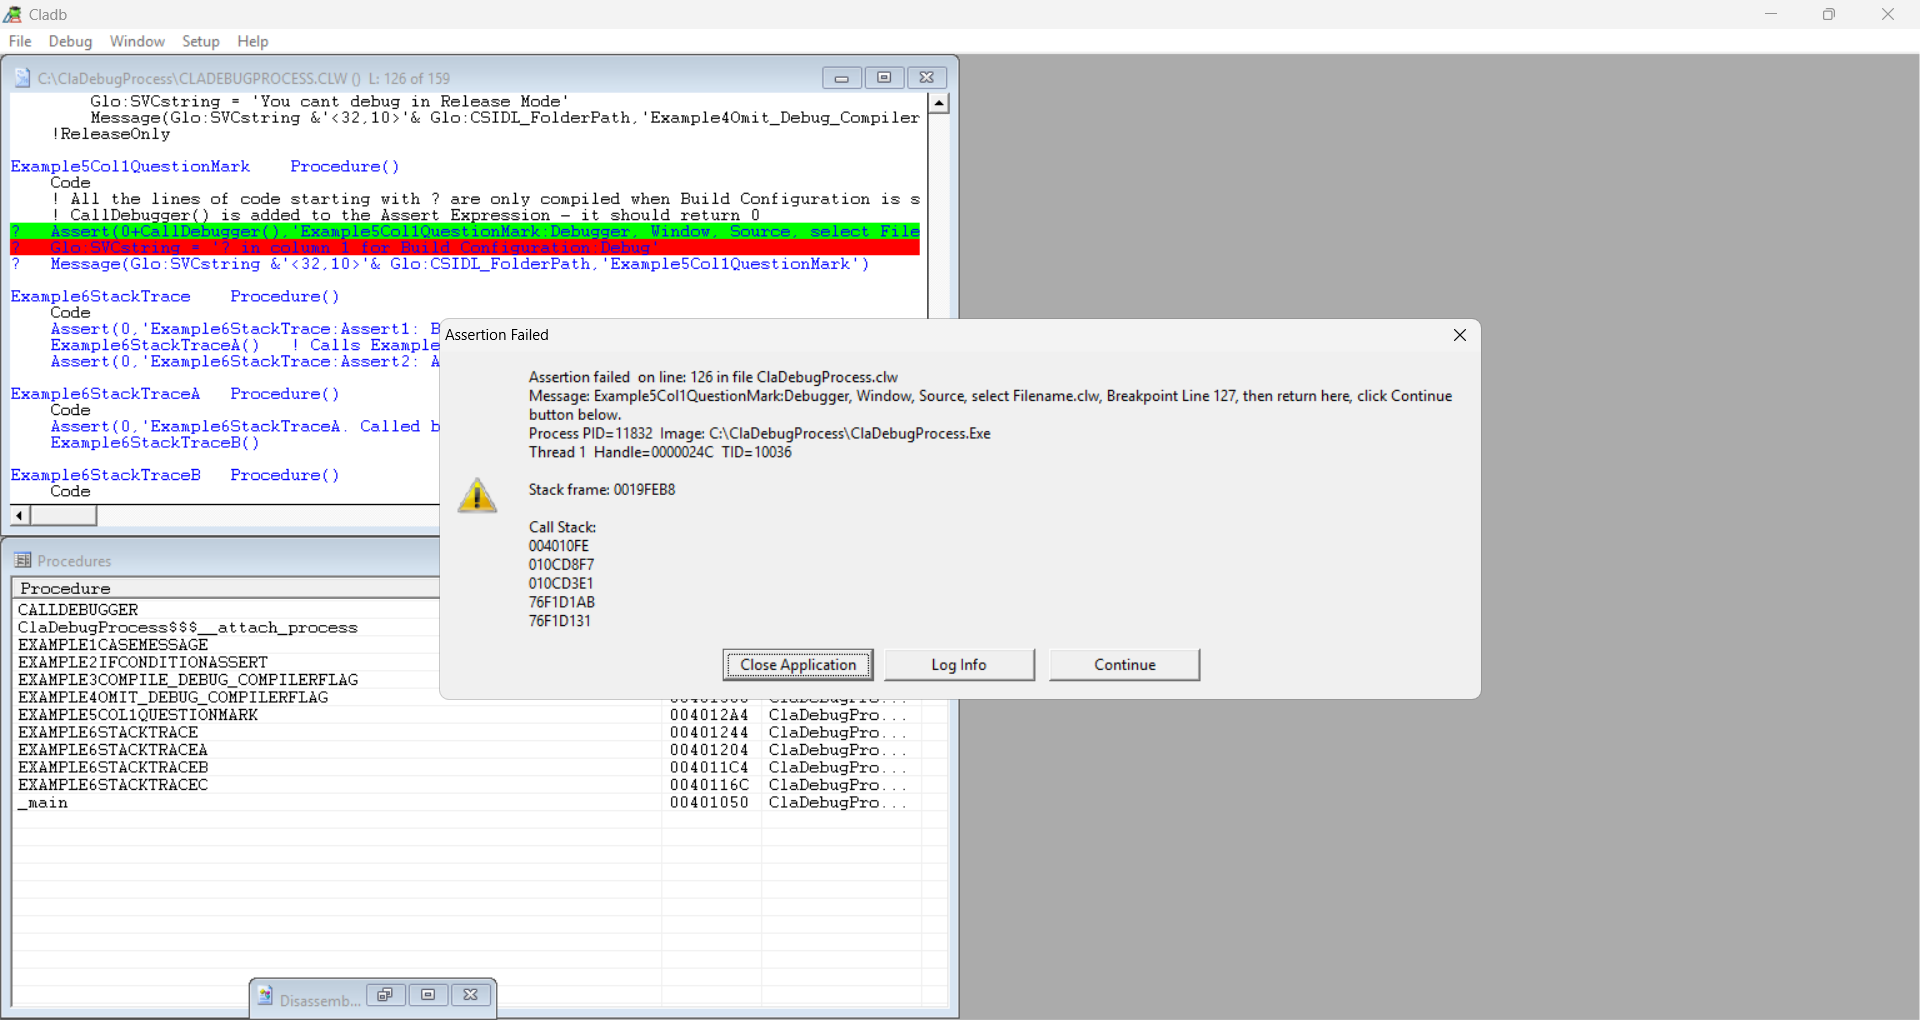 Cladb
File Debug Window Setup Help
C:\ClaDebugProcess\CLADEBUGPROCESS.CLW () L: 126 of 159
Glo:SVCstring = 'You cant debug in Release Mode'
Message(Glo:SVCstring &'<32,10>'& Glo:CSIDL_FolderPath,'Example4Omit_Debug_Compiler
!ReleaseOnly
Example5Col1QuestionMark Procedure()
Code
! All the lines of code starting with ? are only compiled when Build Configuration is s
! CallDebugger() is added to the Assert Expression - it should return 0
? Assert(0+CallDebugger(),'Example5Col1QuestionMark:Debugger, Window, Source, select File
? Glo:SVCstring = '? in column 1 for Build Configuration:Debug'
? Message(Glo:SVCstring &'<32,10>'& Glo:CSIDL_FolderPath,'Example5Col1QuestionMark')
Example6StackTrace Procedure()
Code
Assert(0,'Example6StackTrace:Assert1: B
Example6StackTraceA() ! Calls Example
Assert(0,'Example6StackTrace:Assert2: A
Example6StackTraceA Procedure()
Code
Assert(0,'Example6StackTraceA. Called b
Example6StackTraceB()
Example6StackTraceB Procedure()
Code
Assertion Failed
Assertion failed on line: 126 in file ClaDebugProcess.clw
Message: Example5Col1QuestionMark:Debugger, Window, Source, select Filename.clw, Breakpoint Line 127, then return here, click Continue
button below.
Process PID=11832 Image: C:\ClaDebugProcess\ClaDebugProcess.Exe
Thread 1 Handle=0000024C TID=10036
Stack frame: 0019FEB8
Call Stack:
004010FE
010CD8F7
010CD3E1
76F1D1AB
76F1D131
Close Application Log Info Continue
Procedures
Procedure
CALLDEBUGGER
ClaDebugProcess$$$__attach_process
EXAMPLE1CASEMESSAGE
EXAMPLE2IFCONDITIONASSERT
EXAMPLE3COMPILE_DEBUG_COMPILERFLAG
EXAMPLE4OMIT_DEBUG_COMPILERFLAG
EXAMPLE5COL1QUESTIONMARK 004012A4 ClaDebugPro...
EXAMPLE6STACKTRACE 00401244 ClaDebugPro...
EXAMPLE6STACKTRACEA 00401204 ClaDebugPro...
EXAMPLE6STACKTRACEB 004011C4 ClaDebugPro...
EXAMPLE6STACKTRACEC 0040116C ClaDebugPro...
_main 00401050 ClaDebugPro...
Disassemb...